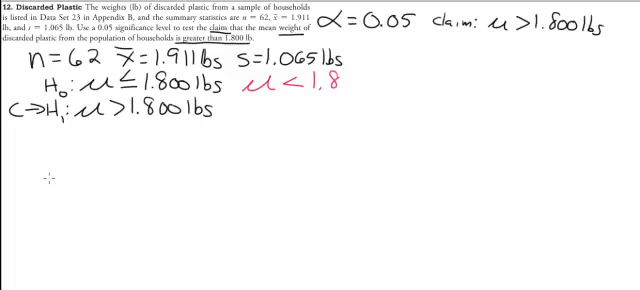 12. Discarded Plastic The weights (lb) of discarded plastic from a sample of households
is listed in Data Set 23 in Appendix B, and the summary statistics are n = 62, x̄ = 1.911
lb, and s = 1.065 lb. Use a 0.05 significance level to test the claim that the mean weight of
discarded plastic from the population of households is greater than 1.800 lb.
α = 0.05 claim: μ > 1.800 lbs
n = 62 x̄ = 1.911 lbs s = 1.065 lbs
H₀: μ ≤ 1.800 lbs μ < 1.8
C ⇒ H₁: μ > 1.800 lbs